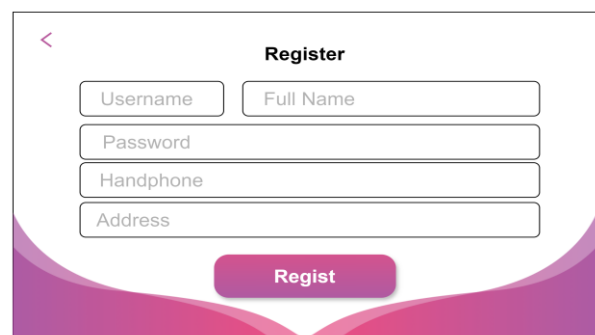 Register
Username Full Name
Password
Handphone
Address
Regist